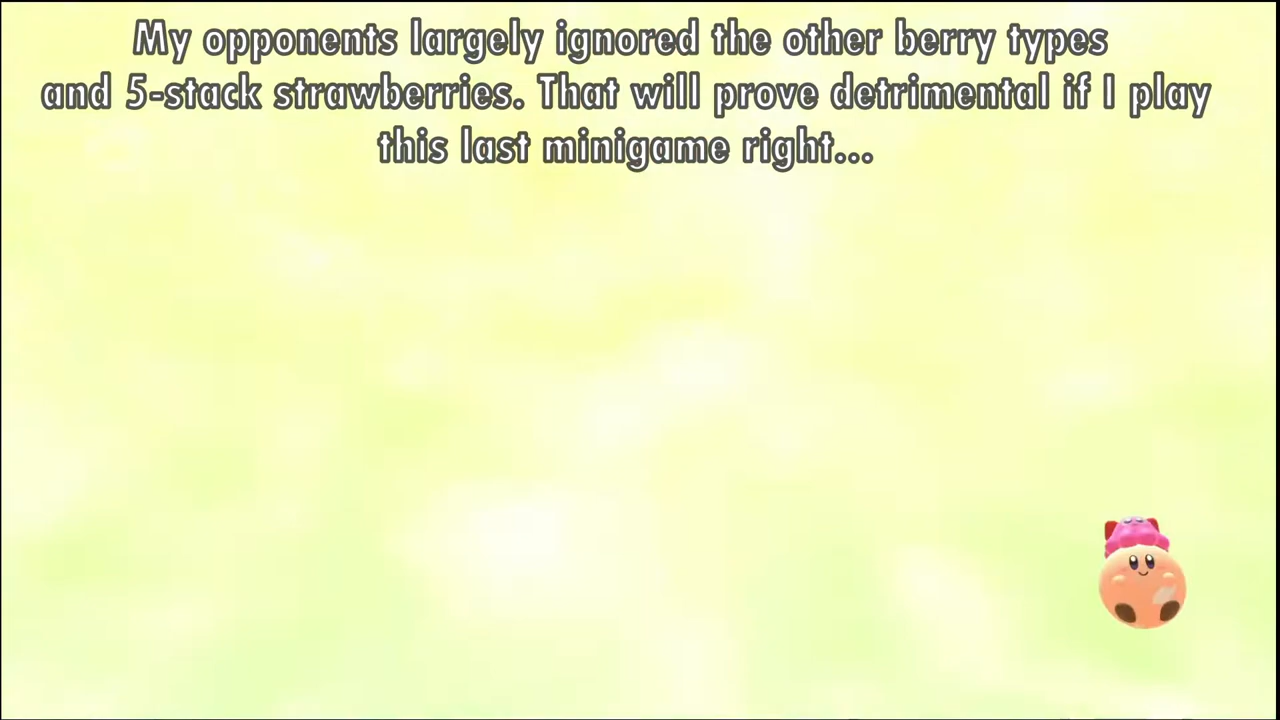 My opponents largely ignored the other berry types
and 5-stack strawberries. That will prove detrimental if I play
this last minigame right...